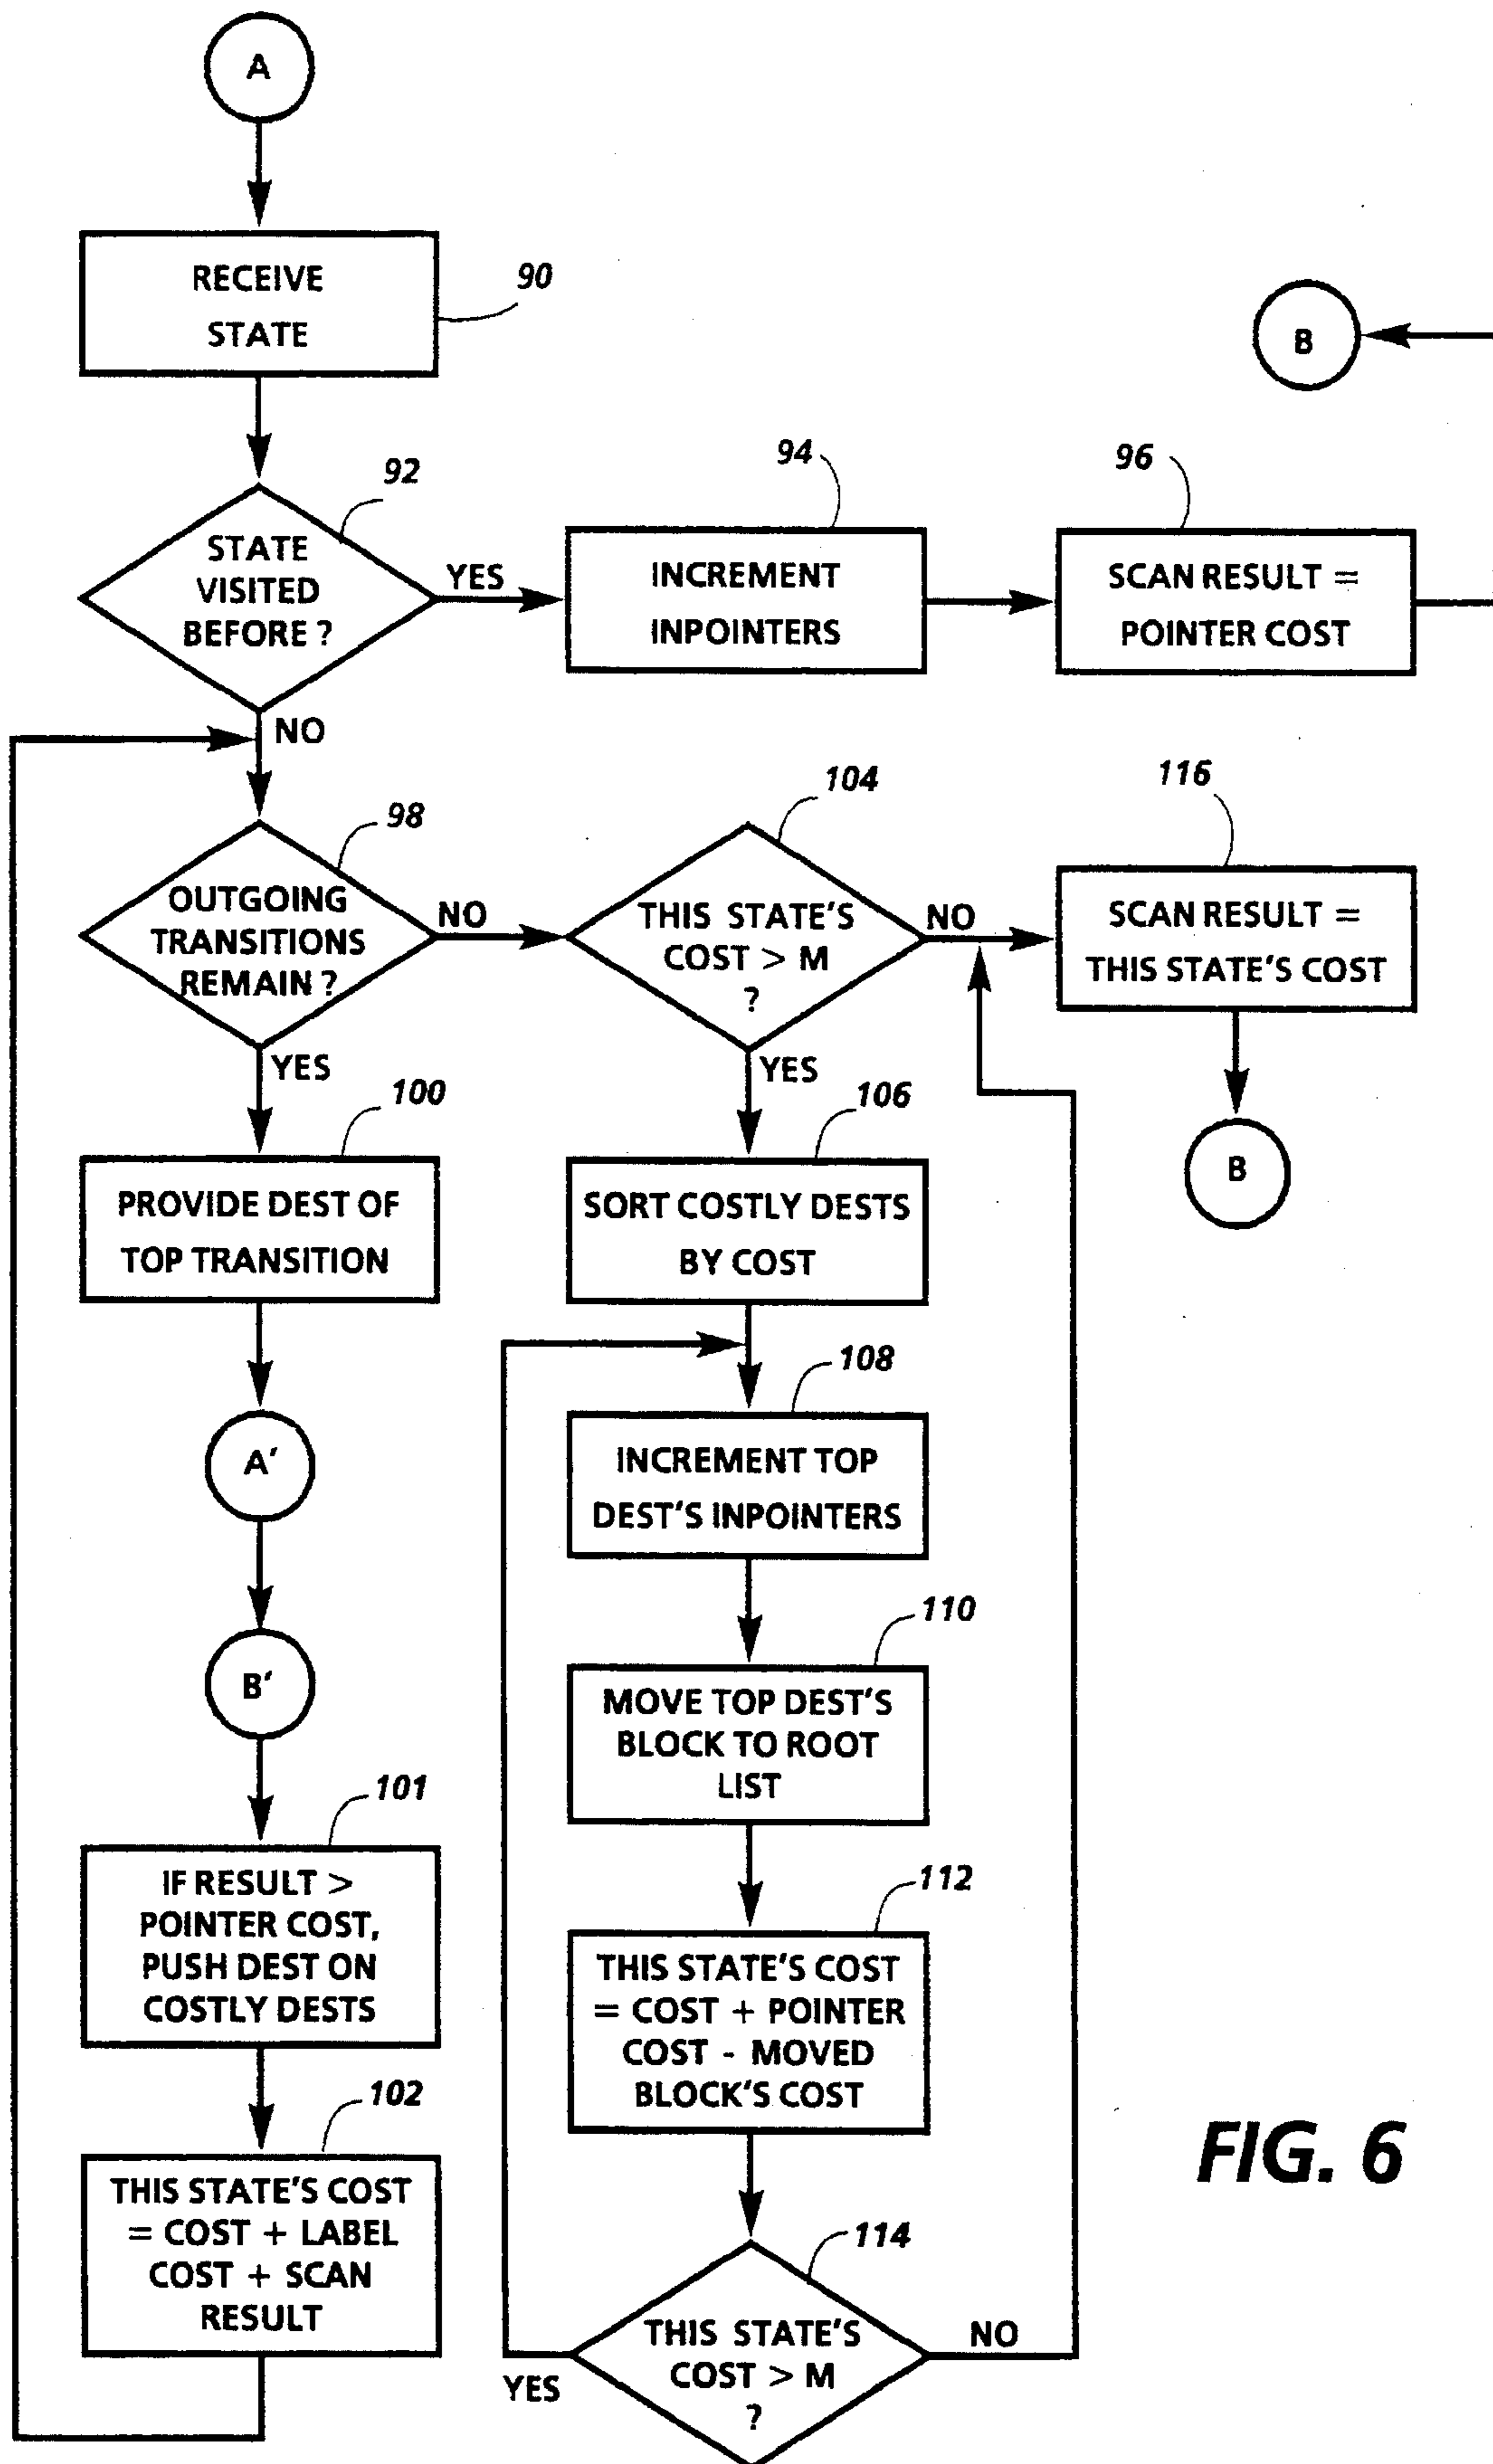 A
RECEIVE
STATE
90
B
92
STATE
VISITED
BEFORE ?
YES
94
INCREMENT
INPOINTERS
96
SCAN RESULT =
POINTER COST
NO
98
OUTGOING
TRANSITIONS
REMAIN ?
NO
104
THIS STATE'S
COST > M
?
NO
116
SCAN RESULT =
THIS STATE'S COST
B
YES
100
PROVIDE DEST OF
TOP TRANSITION
A'
B'
101
IF RESULT >
POINTER COST,
PUSH DEST ON
COSTLY DESTS
102
THIS STATE'S COST
= COST + LABEL
COST + SCAN
RESULT
YES
106
SORT COSTLY DESTS
BY COST
108
INCREMENT TOP
DEST'S INPOINTERS
110
MOVE TOP DEST'S
BLOCK TO ROOT
LIST
112
THIS STATE'S COST
= COST + POINTER
COST - MOVED
BLOCK'S COST
114
THIS STATE'S
COST > M
?
YES
NO
FIG. 6